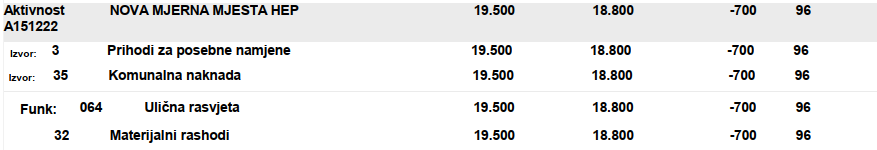 Aktivnost NOVA MJERNA MJESTA HEP 19.500 18.800 -700 96
A151222
Izvor: 3 Prihodi za posebne namjene 19.500 18.800 -700 96
Izvor: 35 Komunalna naknada 19.500 18.800 -700 96
Funk: 064 Ulična rasvjeta 19.500 18.800 -700 96
32 Materijalni rashodi 19.500 18.800 -700 96